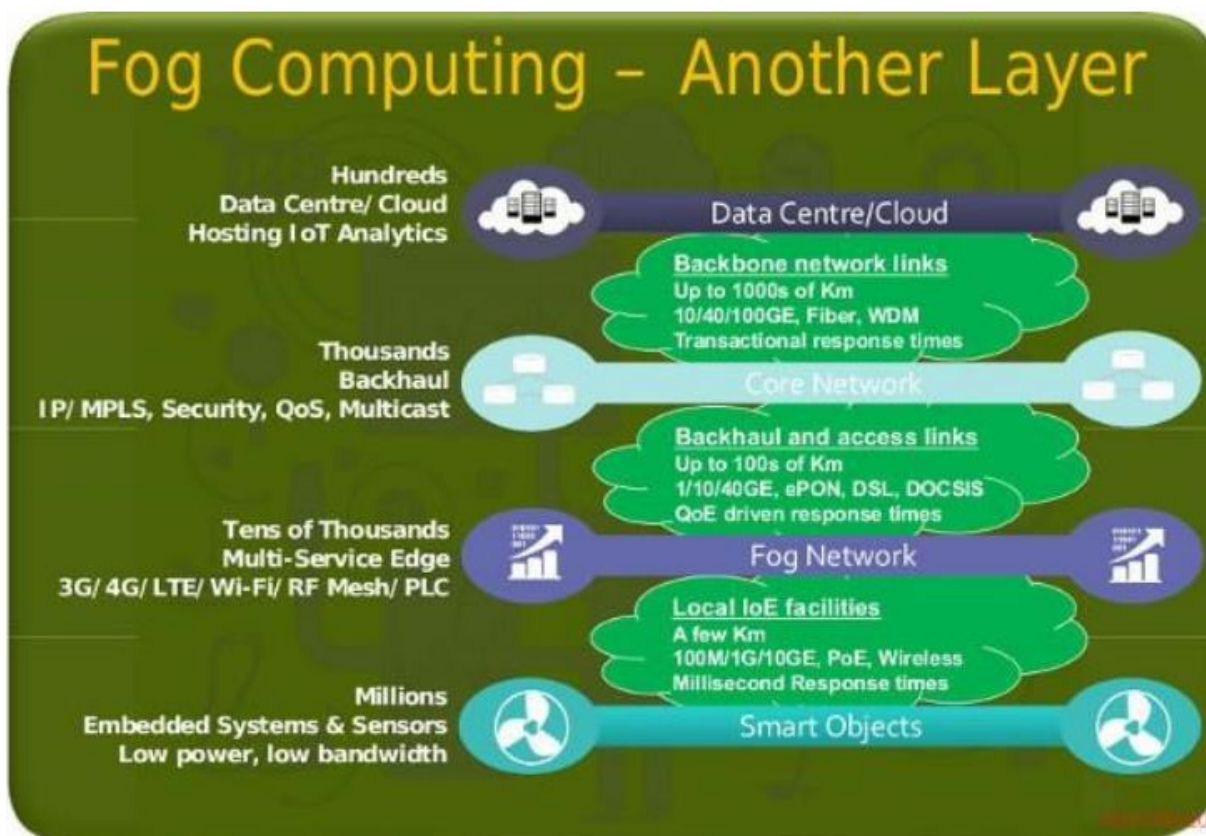 Fog Computing – Another Layer
Hundreds
Data Centre/ Cloud
Hosting IoT Analytics
Data Centre/Cloud
Backbone network links
Up to 1000s of Km
10/40/100GE, Fiber, WDM
Transactional response times
Thousands
Backhaul
IP/ MPLS, Security, QoS, Multicast
Core Network
Backhaul and access links
Up to 100s of Km
1/10/40GE, ePON, DSL, DOCSIS
QoE driven response times
Tens of Thousands
Multi-Service Edge
3G/ 4G/ LTE/ Wi-Fi/ RF Mesh/ PLC
Fog Network
Local IoE facilities
A few Km
100M/1G/10GE, PoE, Wireless
Millisecond Response times
Millions
Embedded Systems & Sensors
Low power, low bandwidth
Smart Objects